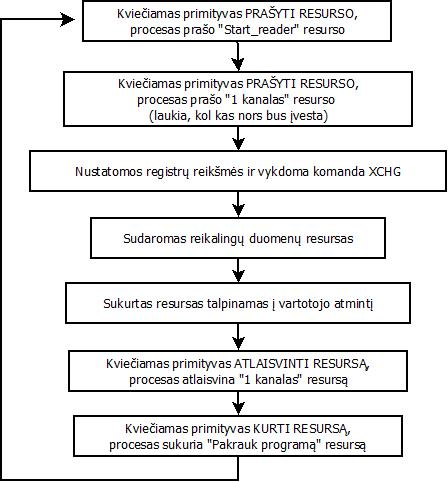 Kviečiamas primityvas PRAŠYTI RESURSO,
procesas prašo "Start_reader" resurso
Kviečiamas primityvas PRAŠYTI RESURSO,
procesas prašo "1 kanalas" resurso
(laukia, kol kas nors bus įvesta)
Nustatomos registrų reikšmės ir vykdoma komanda XCHG
Sudaromas reikalingų duomenų resursas
Sukurtas resursas talpinamas į vartotojo atmintį
Kviečiamas primityvas ATLAISVINTI RESURSĄ,
procesas atlaisvina "1 kanalas" resursą
Kviečiamas primityvas KURTI RESURSĄ,
procesas sukuria "Pakrauk programą" resursą